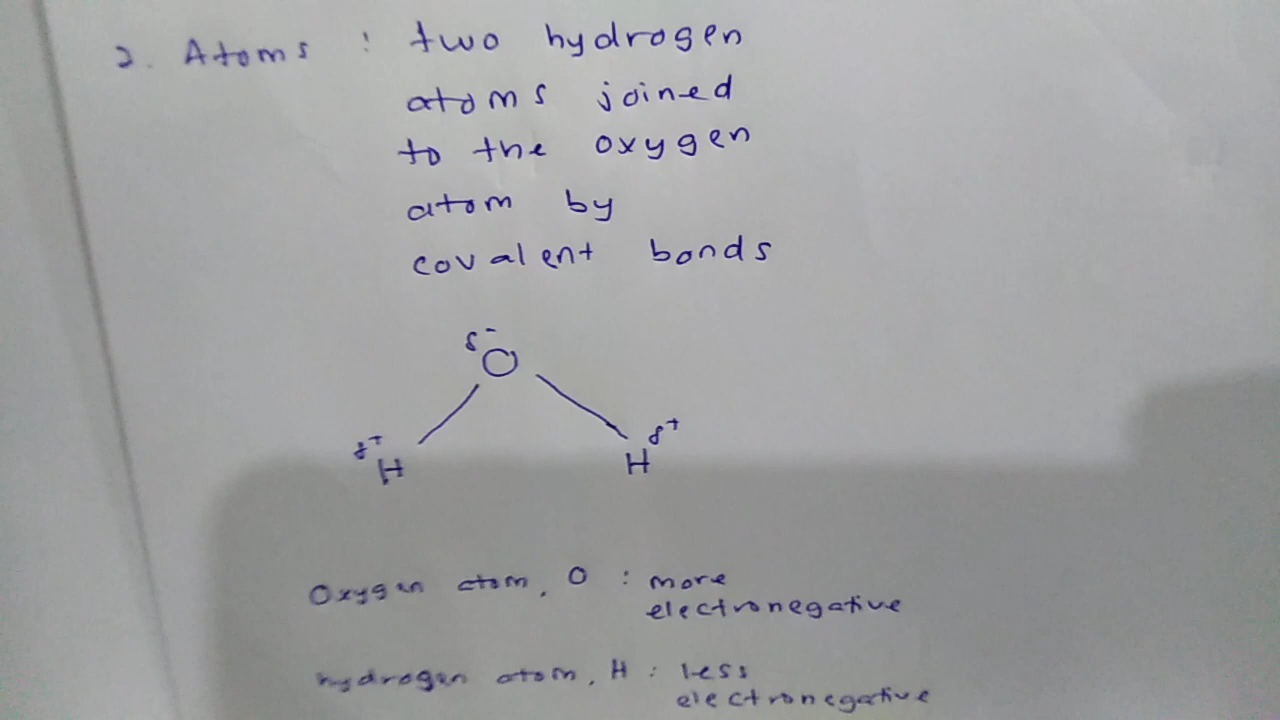 2. Atoms : two hydrogen
atoms joined
to the oxygen
atom by
covalent bonds
δ-
O
δ+
H
δ+
H
Oxygen atom, O : more
electronegative
hydrogen atom, H : less
electronegative